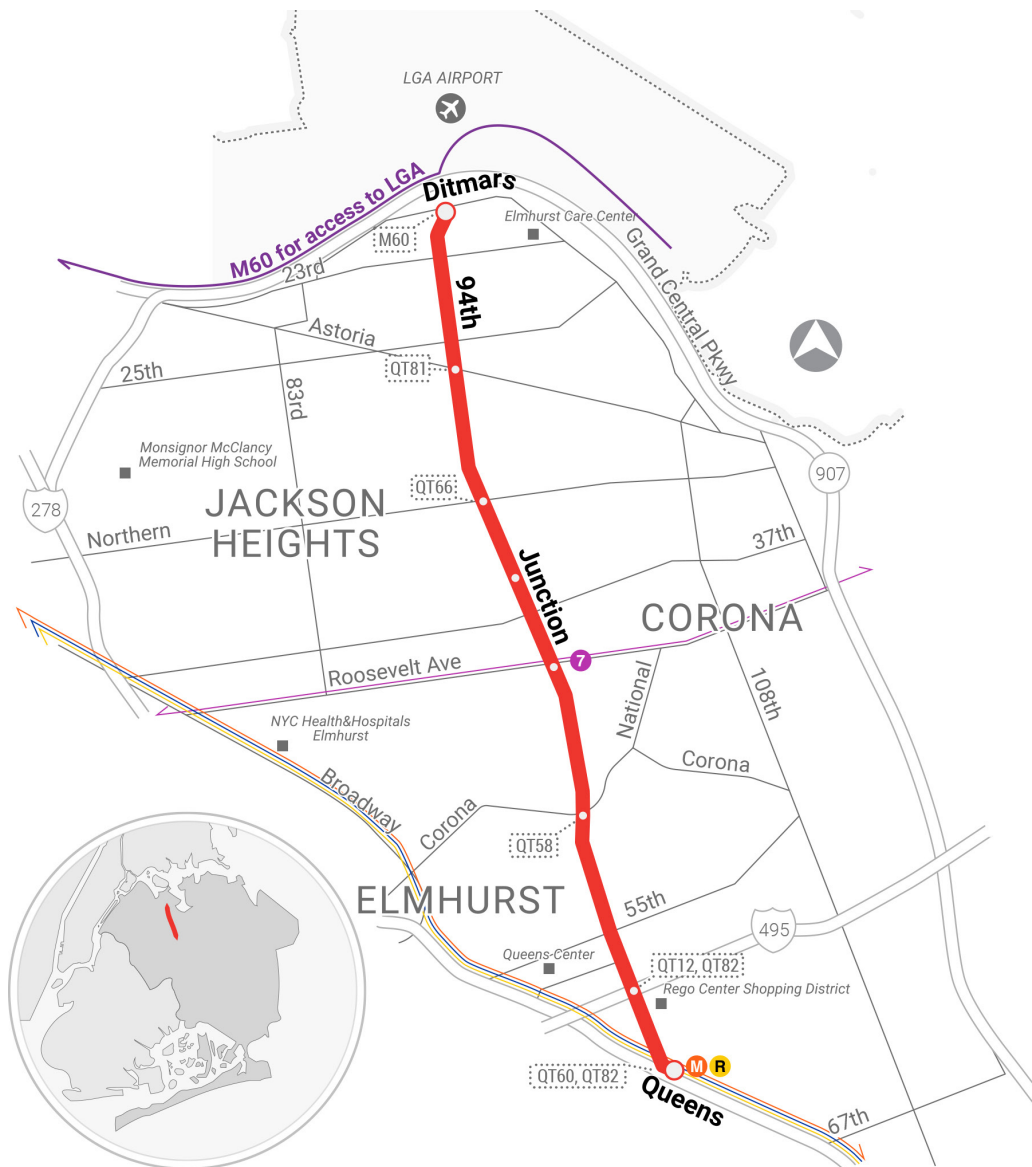 LGA AIRPORT
M60 for access to LGA
Ditmars
Elmhurst Care Center
M60
23rd
Grand Central Pkwy
94th
Astoria
QT81
25th
83rd
Monsignor McClancy
Memorial High School
907
QT66
278
JACKSON
HEIGHTS
Northern
37th
Junction
CORONA
7
Roosevelt Ave
National
108th
NYC Health&Hospitals
Elmhurst
Corona
Broadway
Corona
QT58
ELMHURST
55th
495
Queens-Center
QT12, QT82
Rego Center Shopping District
M
R
QT60, QT82
Queens
67th